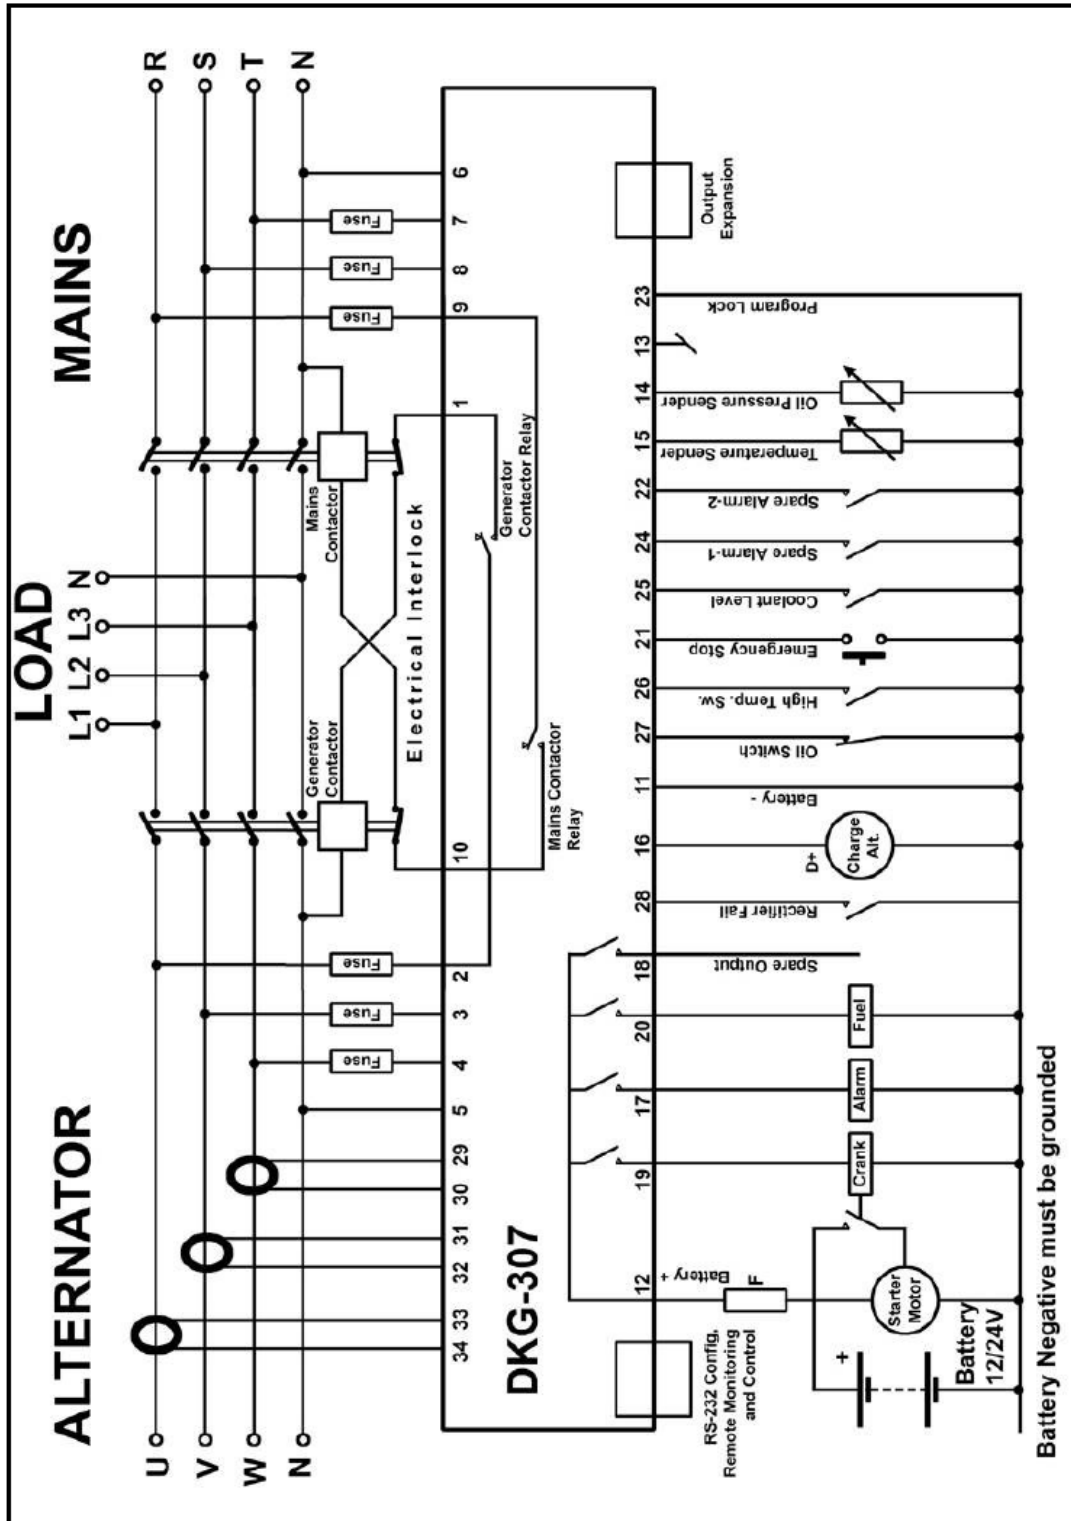 ALTERNATOR
LOAD
MAINS
U
V
W
N
L1
L2
L3
N
R
S
T
N
Generator
Contactor
Mains
Contactor
Electrical Interlock
Fuse
Fuse
Fuse
Fuse
Fuse
Fuse
34
33
32
31
30
29
5
4
3
2
10
1
9
8
7
6
Mains Contactor
Relay
Generator
Contactor Relay
DKG-307
12
19
17
20
18
28
16
11
27
26
21
25
24
22
15
14
13
23
RS-232 Config,
Remote Monitoring
and Control
Battery +
F
Spare Output
Rectifier Fail
D+
Battery -
Oil Switch
High Temp. Sw.
Emergency Stop
Coolant Level
Spare Alarm-1
Spare Alarm-2
Temperature Sender
Oil Pressure Sender
Program Lock
Output
Expansion
+
Starter
Motor
Crank
Alarm
Fuel
Charge
Alt.
Battery
12/24V
Battery Negative must be grounded